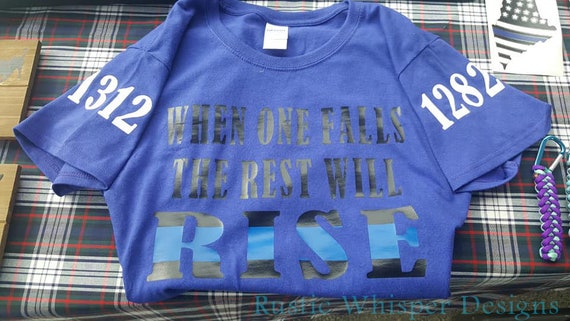 1312
1282
WHEN ONE FALLS
THE REST WILL
RISE
Rustic Whisper Designs